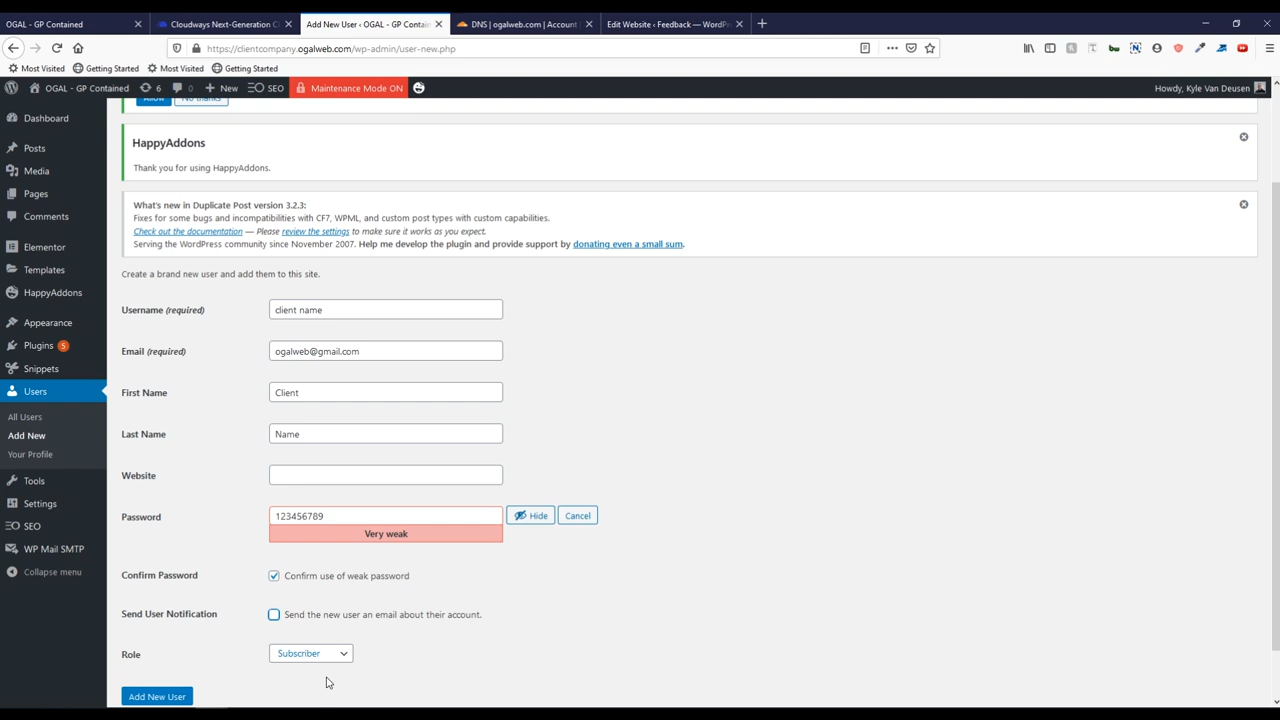 OGAL - GP Contained
Cloudways Next-Generation C
Add New User ‹ OGAL - GP Contain
DNS | ogalweb.com | Account
Edit Website ‹ Feedback — WordPr
https://clientcompany.ogalweb.com/wp-admin/user-new.php
Most Visited
Getting Started
Most Visited
Getting Started
OGAL - GP Contained
6
0
New
SEO
Maintenance Mode ON
Howdy, Kyle Van Deusen
Allow
No thanks
Dashboard
Posts
Media
Pages
Comments
Elementor
Templates
HappyAddons
Appearance
Plugins 5
Snippets
Users
All Users
Add New
Your Profile
Tools
Settings
SEO
WP Mail SMTP
Collapse menu
HappyAddons
Thank you for using HappyAddons.
What's new in Duplicate Post version 3.2.3:
Fixes for some bugs and incompatibilities with CF7, WPML, and custom post types with custom capabilities.
Check out the documentation — Please review the settings to make sure it works as you expect.
Serving the WordPress community since November 2007. Help me develop the plugin and provide support by donating even a small sum.
Create a brand new user and add them to this site.
Username (required)
client name
Email (required)
ogalweb@gmail.com
First Name
Client
Last Name
Name
Website
Password
123456789
Hide
Cancel
Very weak
Confirm Password
Confirm use of weak password
Send User Notification
Send the new user an email about their account.
Role
Subscriber
Add New User